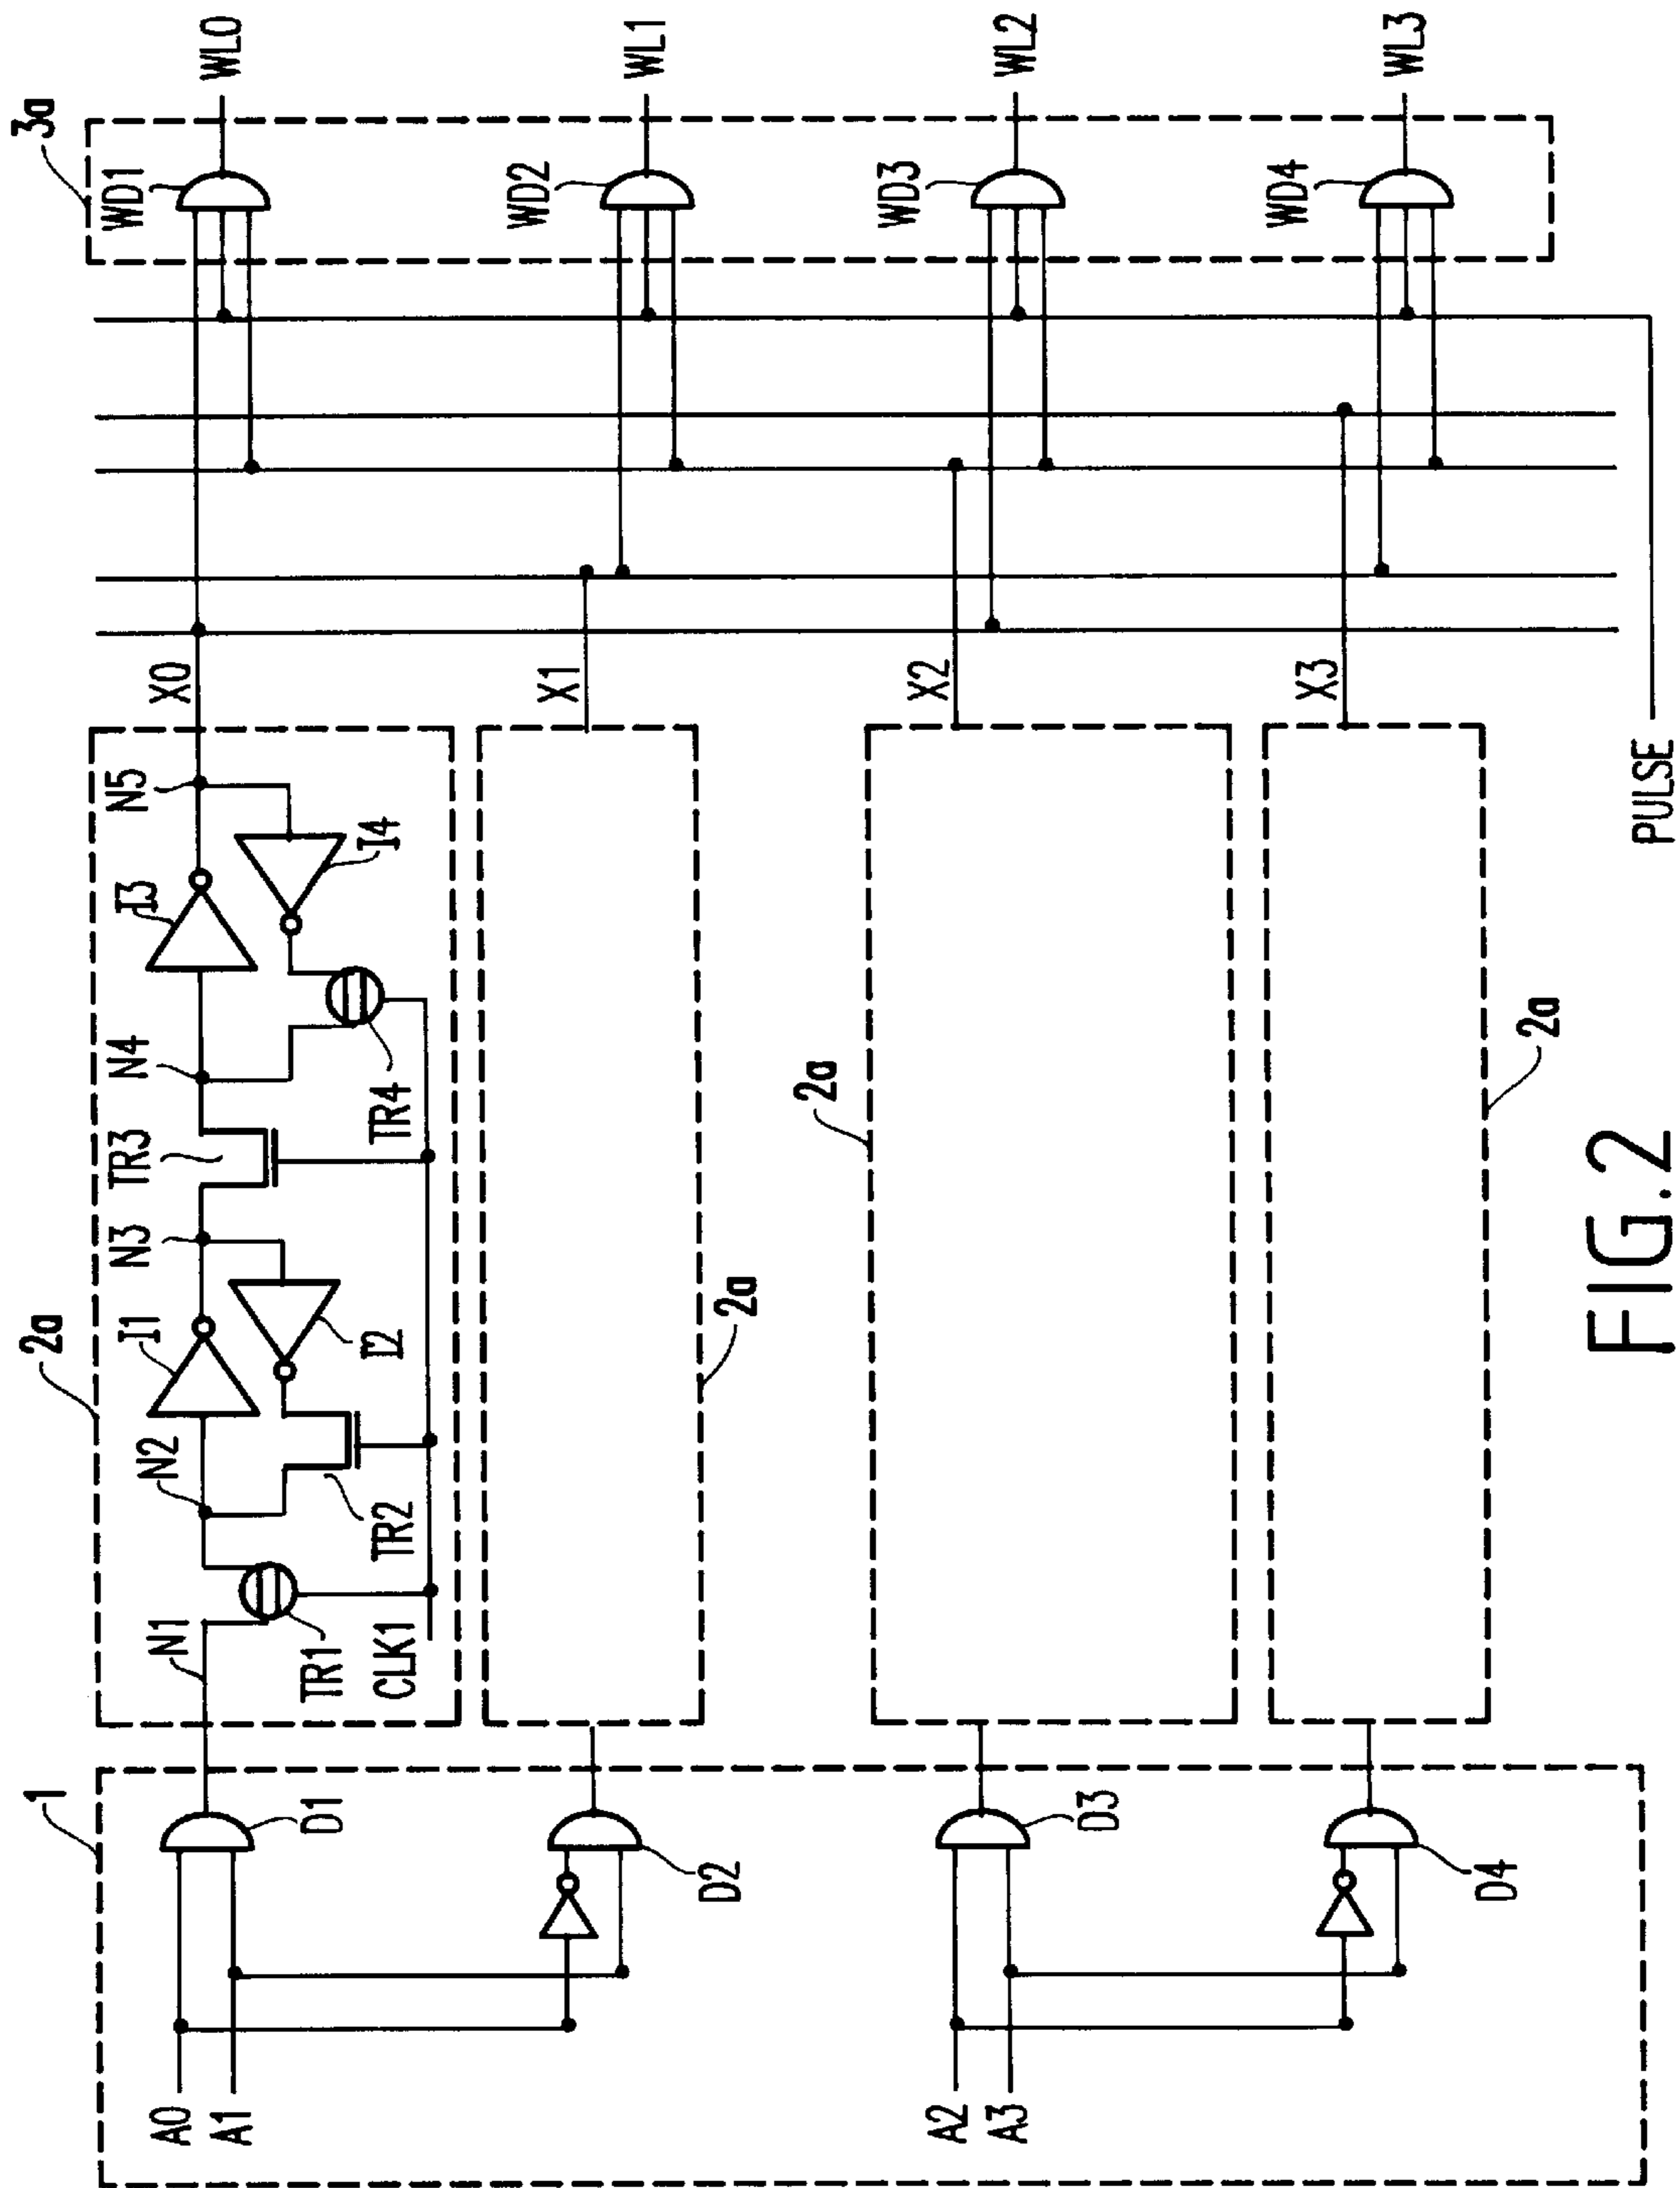 1
A0
A1
D1
D2
A2
A3
D3
D4
2a
N1
TR1
CLK1
N2
TR2
I1
I2
N3
TR3
N4
TR4
I3
I4
N5
2a
2a
2a
X0
X1
X2
X3
PULSE
3a
WD1
WL0
WD2
WL1
WD3
WL2
WD4
WL3
FIG.2